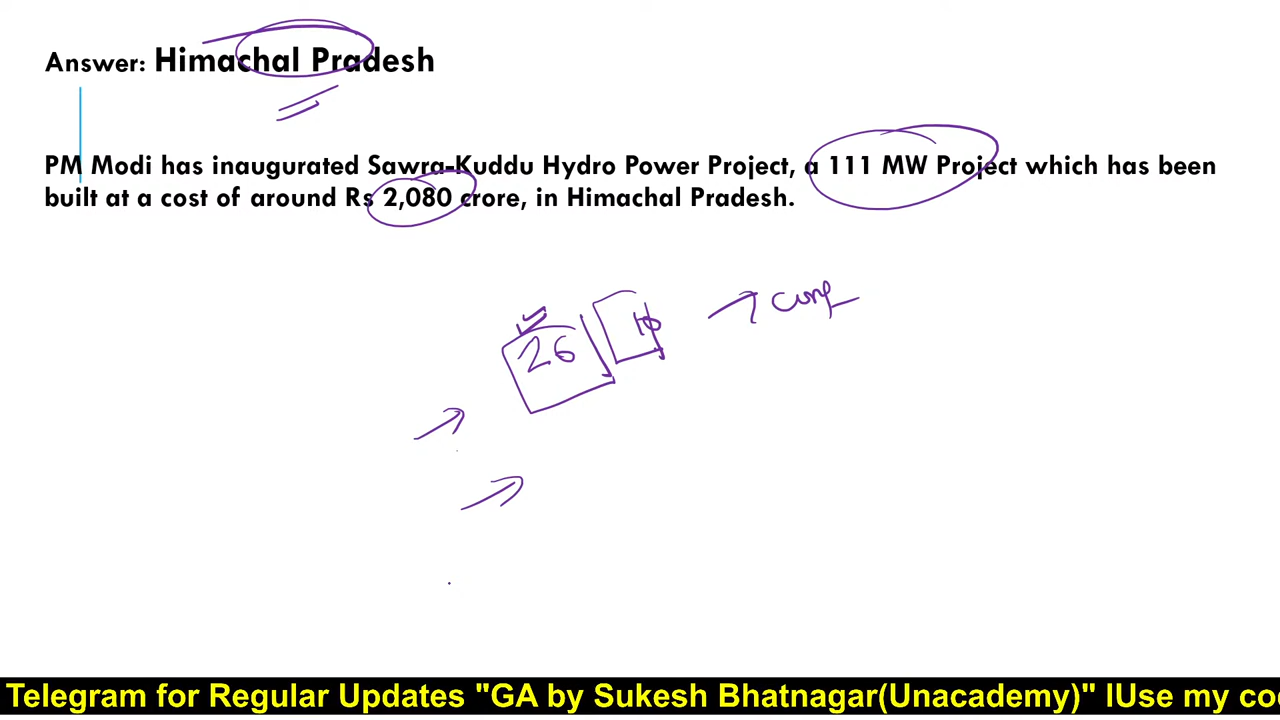 Answer: Himachal Pradesh
PM Modi has inaugurated Sawra-Kuddu Hydro Power Project, a 111 MW Project which has been
built at a cost of around Rs 2,080 crore, in Himachal Pradesh.
26
Telegram for Regular Updates "GA by Sukesh Bhatnagar(Unacademy)" IUse my co